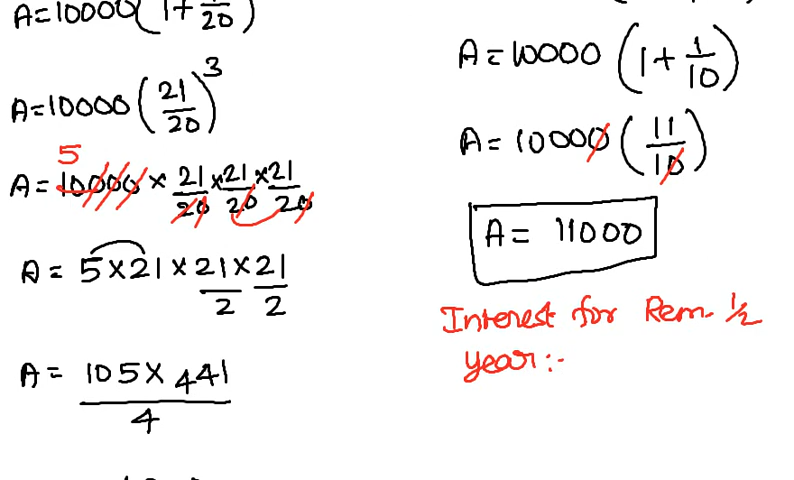 A=10000(1+1/20)
A=10000(21/20)³
5
A=10000×21/20×21/20×21/20
A=5×21×21/2×21/2
A=105×441/4
A=10000(1+1/10)
A=10000(11/10)
A=11000
Interest for Rem. 1/2
year:-